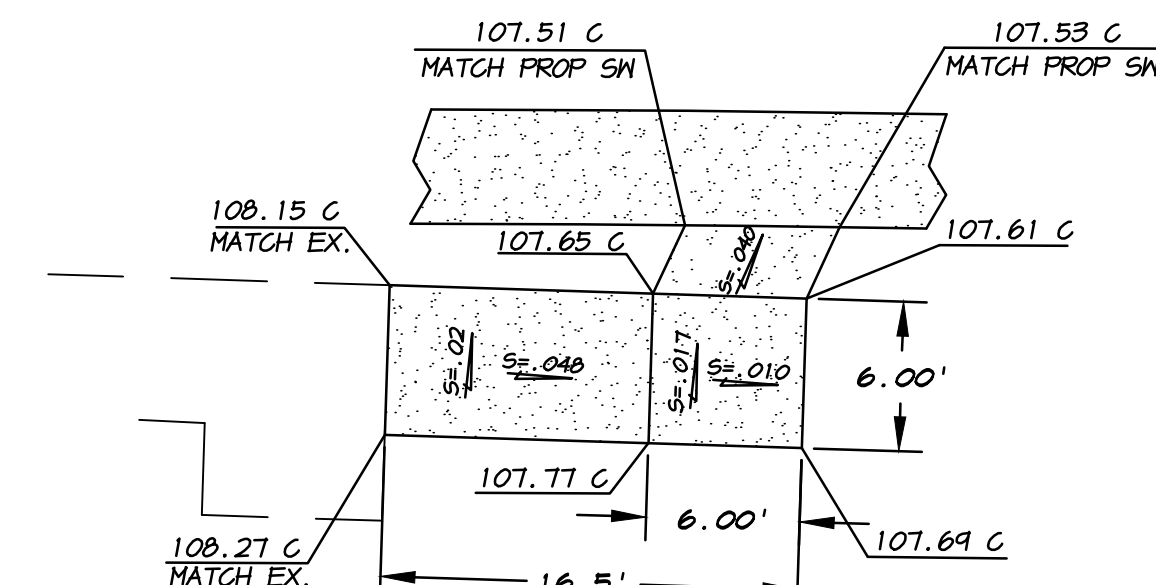 107.51 C
MATCH PROP SW
107.53 C
MATCH PROP SW
108.15 C
MATCH EX.
107.65 C
107.61 C
S=.040
S=.02
S=.048
S=.017
S=.010
6.00'
107.77 C
6.00'
107.69 C
108.27 C
MATCH EX.
16.5'